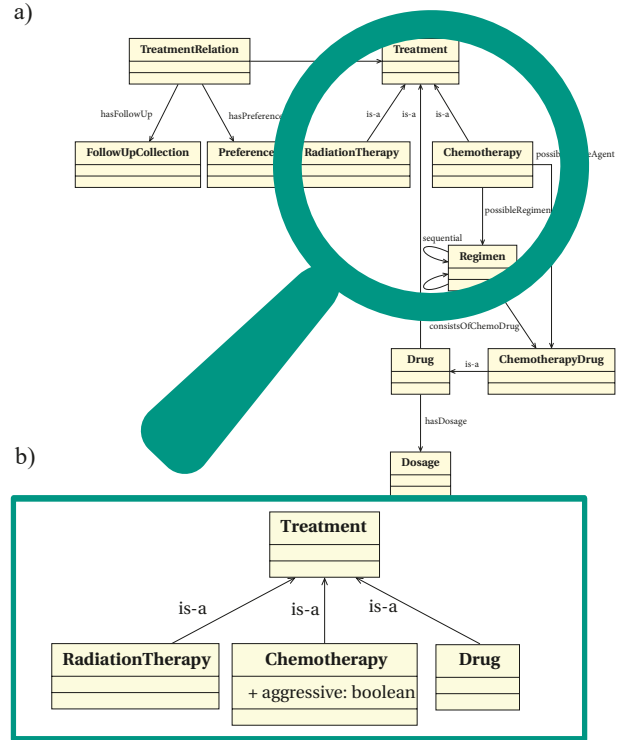 a)
TreatmentRelation
Treatment
hasFollowUp
hasPreference
is-a
is-a
is-a
FollowUpCollection
Preference
RadiationTherapy
Chemotherapy
possibleRegimen
sequential
Regimen
consistsOfChemoDrug
Drug
is-a
ChemotherapyDrug
hasDosage
b)
Dosage
Treatment
is-a
is-a
is-a
RadiationTherapy
Chemotherapy
Drug
+ aggressive: boolean